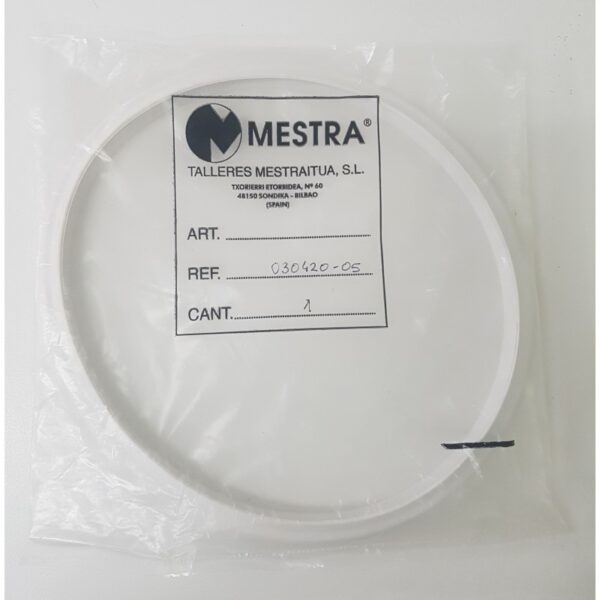 MESTRA®
TALLERES MESTRAITUA, S.L.
TXORIERRI ETORBIDEA, Nº 60
48150 SONDIKA - BILBAO
(SPAIN)
ART.
REF. 030420-05
CANT. 1